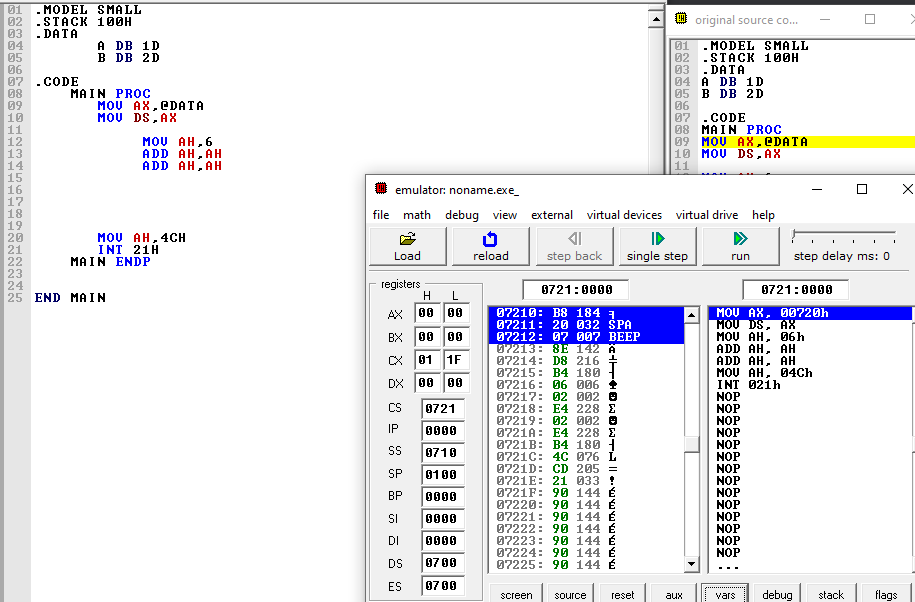 01 .MODEL SMALL
02 .STACK 100H
03 .DATA
04 A DB 1D
05 B DB 2D
06
07 .CODE
08 MAIN PROC
09 MOV AX,@DATA
10 MOV DS,AX
11
12 MOV AH,6
13 ADD AH,AH
14 ADD AH,AH
15
16
17
18
19
20 MOV AH,4CH
21 INT 21H
22 MAIN ENDP
23
24
25 END MAIN
original source co...
01 .MODEL SMALL
02 .STACK 100H
03 .DATA
04 A DB 1D
05 B DB 2D
06
07 .CODE
08 MAIN PROC
09 MOV AX,@DATA
10 MOV DS,AX
11
emulator: noname.exe_
file math debug view external virtual devices virtual drive help
Load reload step back single step run step delay ms: 0
registers
H L
AX 00 00
BX 00 00
CX 01 1F
DX 00 00
CS 0721
IP 0000
SS 0710
SP 0100
BP 0000
SI 0000
DI 0000
DS 0700
ES 0700
0721:0000
07210: B8 184 ╕
07211: 20 032 SPA
07212: 07 007 BEEP
07213: 8E 142 Ä
07214: D8 216 ╪
07215: B4 180 ┤
07216: 06 006 ♠
07217: 02 002 ☻
07218: E4 228 Σ
07219: 02 002 ☻
0721A: E4 228 Σ
0721B: B4 180 ┤
0721C: 4C 076 L
0721D: CD 205 =
0721E: 21 033 !
0721F: 90 144 É
07220: 90 144 É
07221: 90 144 É
07222: 90 144 É
07223: 90 144 É
07224: 90 144 É
07225: 90 144 É
0721:0000
MOV AX, 00720h
MOV DS, AX
MOV AH, 06h
ADD AH, AH
ADD AH, AH
MOV AH, 04Ch
INT 021h
NOP
NOP
NOP
NOP
NOP
NOP
NOP
NOP
NOP
NOP
NOP
NOP
NOP
NOP
...
screen source reset aux vars debug stack flags